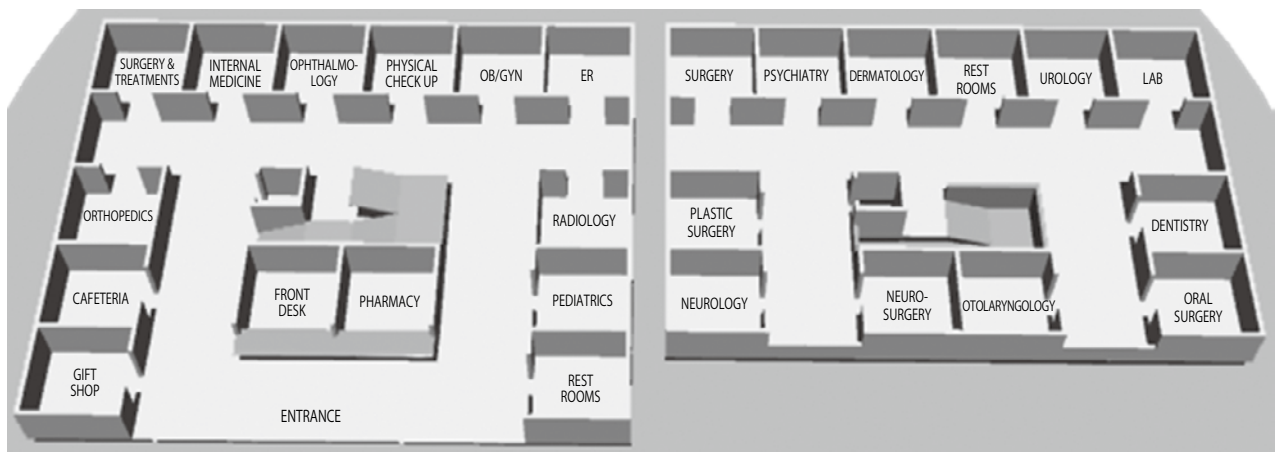 SURGERY &
TREATMENTS
INTERNAL
MEDICINE
OPHTHALMO-
LOGY
PHYSICAL
CHECK UP
OB/GYN
ER
SURGERY
PSYCHIATRY
DERMATOLOGY
REST
ROOMS
UROLOGY
LAB
ORTHOPEDICS
RADIOLOGY
PLASTIC
SURGERY
DENTISTRY
CAFETERIA
FRONT
DESK
PHARMACY
PEDIATRICS
NEUROLOGY
NEURO-
SURGERY
OTOLARYNGOLOGY
ORAL
SURGERY
GIFT
SHOP
REST
ROOMS
ENTRANCE